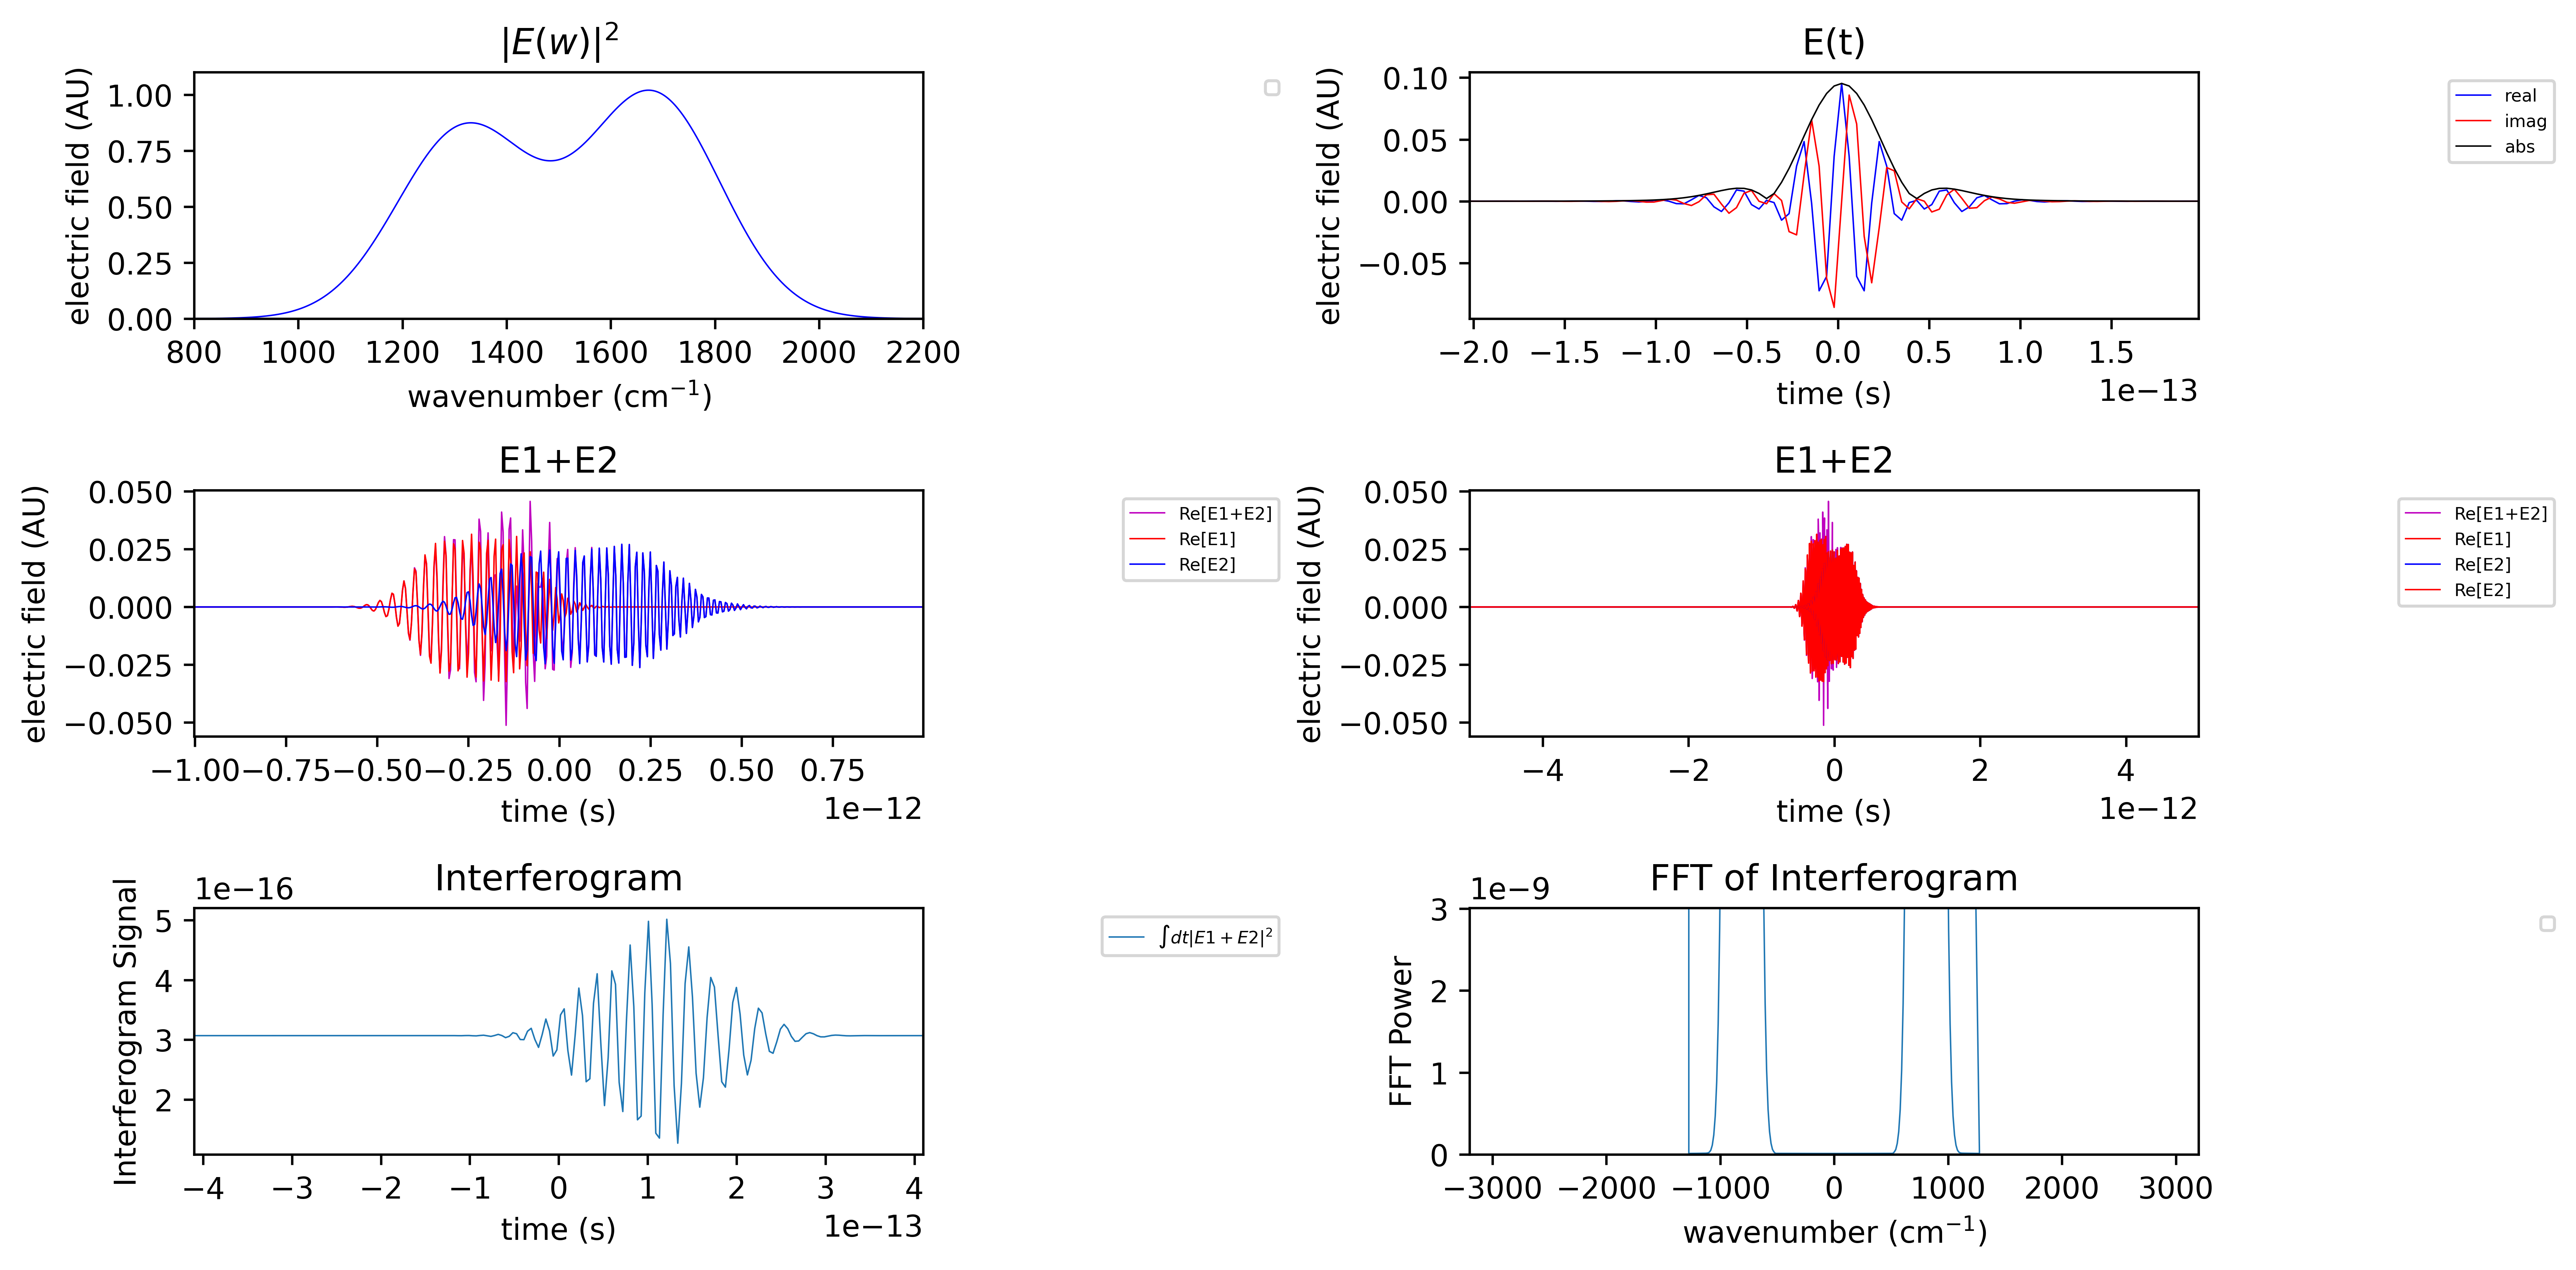 |E(w)|²
electric field (AU)
1.00
0.75
0.50
0.25
0.00
800 1000 1200 1400 1600 1800 2000 2200
wavenumber (cm⁻¹)
E(t)
electric field (AU)
0.10
0.05
0.00
−0.05
−2.0 −1.5 −1.0 −0.5 0.0 0.5 1.0 1.5
1e−13
time (s)
real
imag
abs
E1+E2
electric field (AU)
0.050
0.025
0.000
−0.025
−0.050
−1.00 −0.75 −0.50 −0.25 0.00 0.25 0.50 0.75
1e−12
time (s)
Re[E1+E2]
Re[E1]
Re[E2]
E1+E2
electric field (AU)
0.050
0.025
0.000
−0.025
−0.050
−4 −2 0 2 4
1e−12
time (s)
Re[E1+E2]
Re[E1]
Re[E2]
Re[E2]
Interferogram
1e−16
Interferogram Signal
5
4
3
2
−4 −3 −2 −1 0 1 2 3 4
1e−13
time (s)
∫dt|E1 + E2|²
FFT of Interferogram
1e−9
FFT Power
3
2
1
0
−3000 −2000 −1000 0 1000 2000 3000
wavenumber (cm⁻¹)